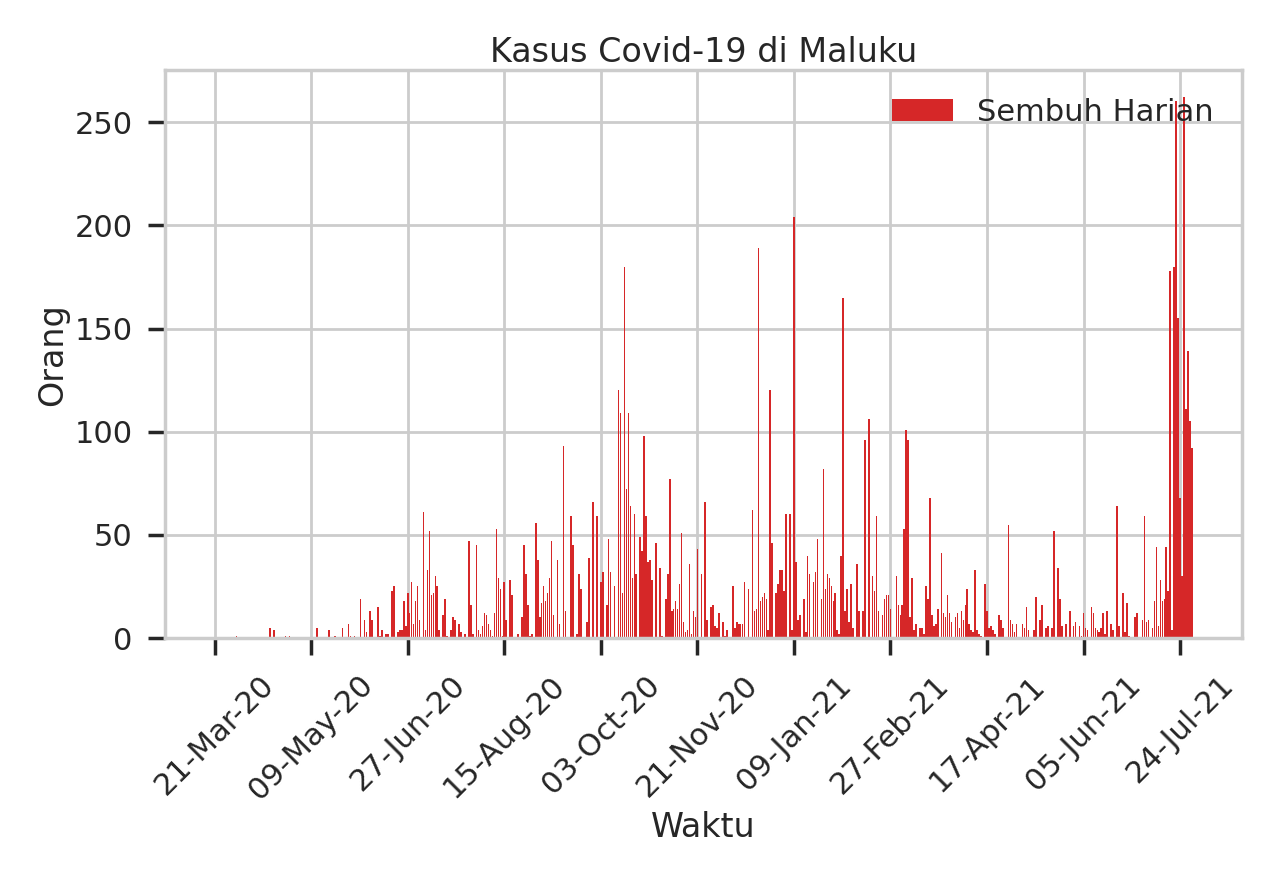 Kasus Covid-19 di Maluku
Sembuh Harian
Orang
250
200
150
100
50
0
21-Mar-20
09-May-20
27-Jun-20
15-Aug-20
03-Oct-20
21-Nov-20
09-Jan-21
27-Feb-21
17-Apr-21
05-Jun-21
24-Jul-21
Waktu